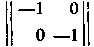 ‖ −1 0 ‖
‖ 0 −1 ‖